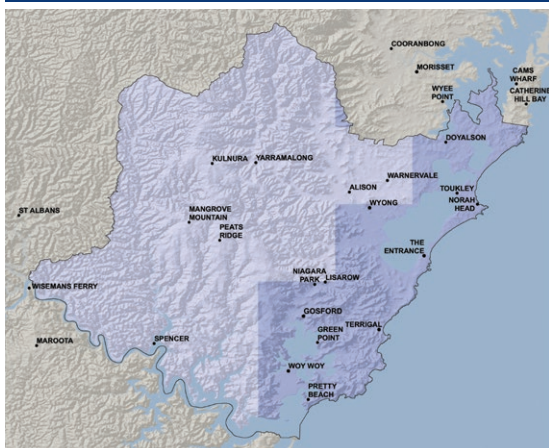 COORANBONG
MORISSET
CAMS
WHARF
WYEE
POINT
CATHERINE
HILL BAY
DOYALSON
KULNURA
YARRAMALONG
WARNERVALE
ALISON
TOUKLEY
WYONG
NORAH
HEAD
ST ALBANS
MANGROVE
MOUNTAIN
PEATS
RIDGE
THE
ENTRANCE
NIAGARA
PARK
LISAROW
WISEMANS FERRY
GOSFORD
GREEN
POINT
TERRIGAL
MAROOTA
SPENCER
WOY WOY
PRETTY
BEACH